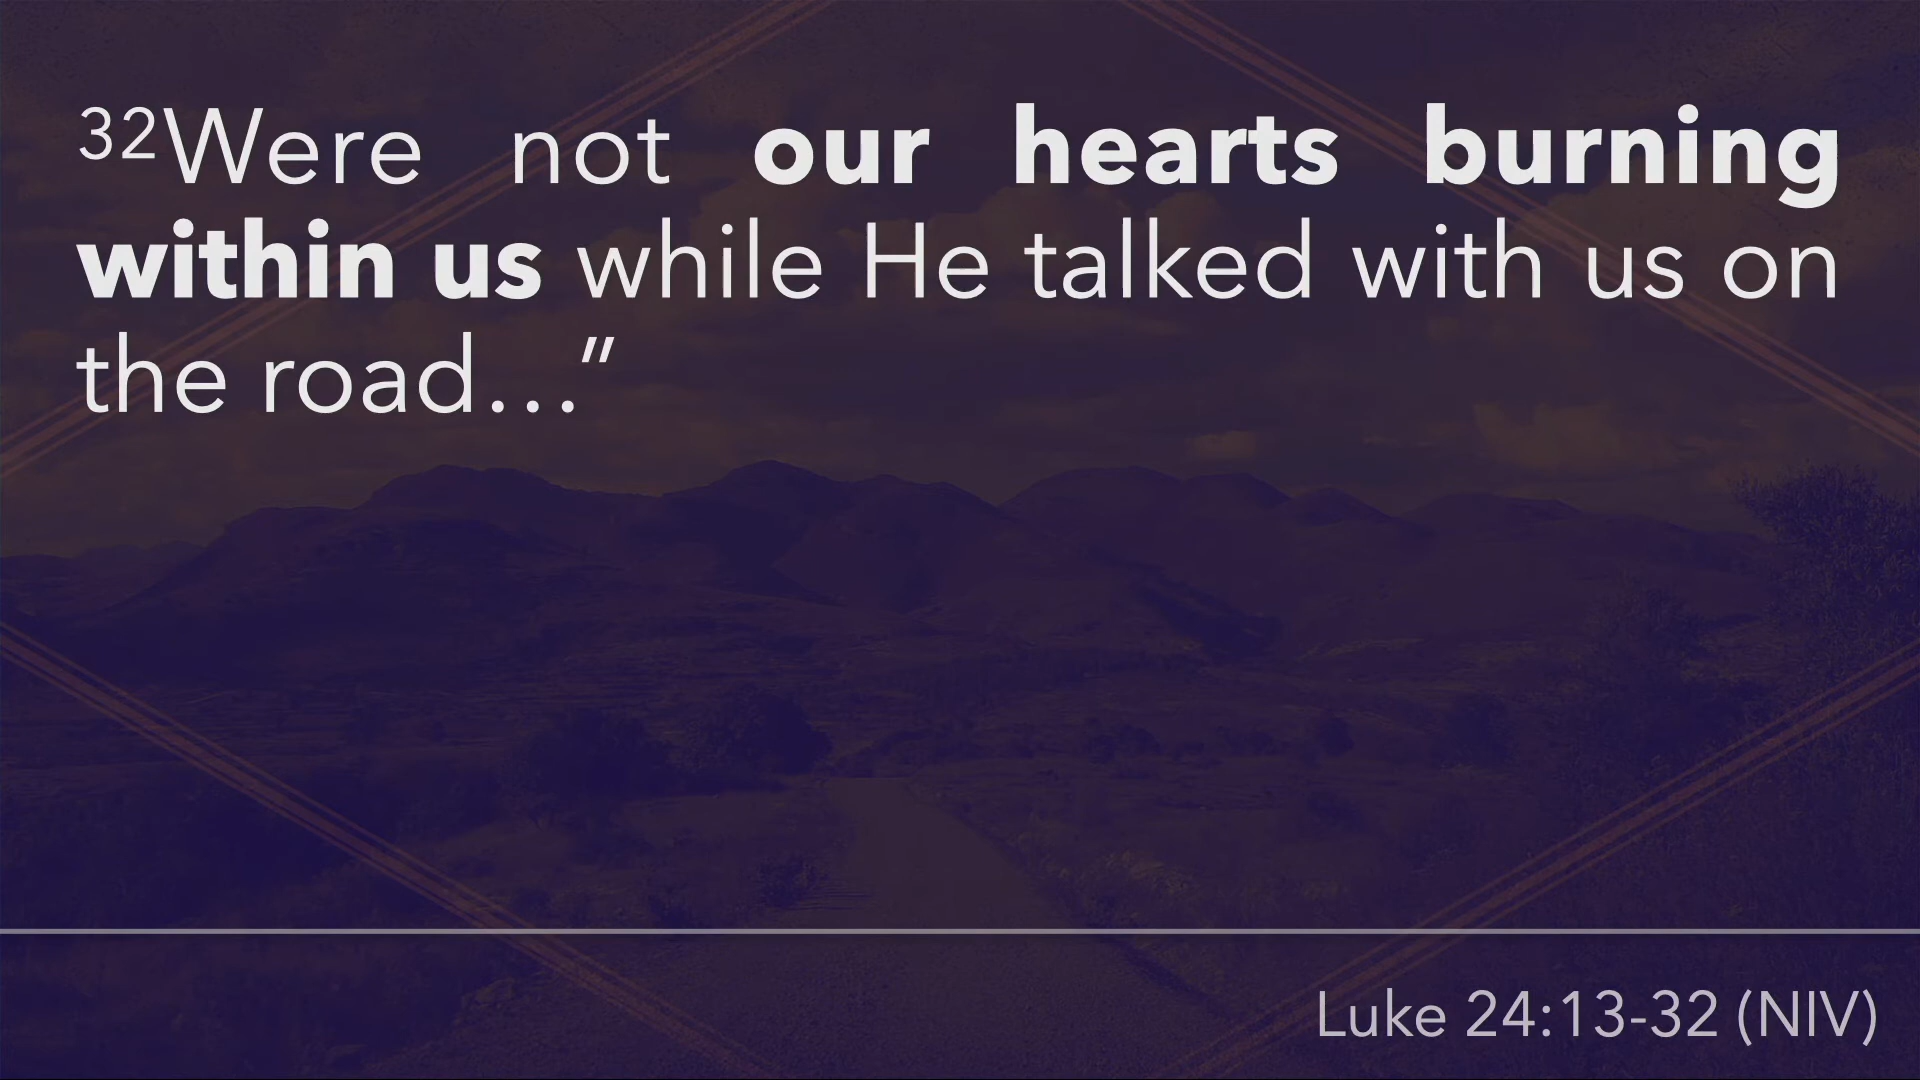 32Were not our hearts burning
within us while He talked with us on
the road…”
Luke 24:13-32 (NIV)